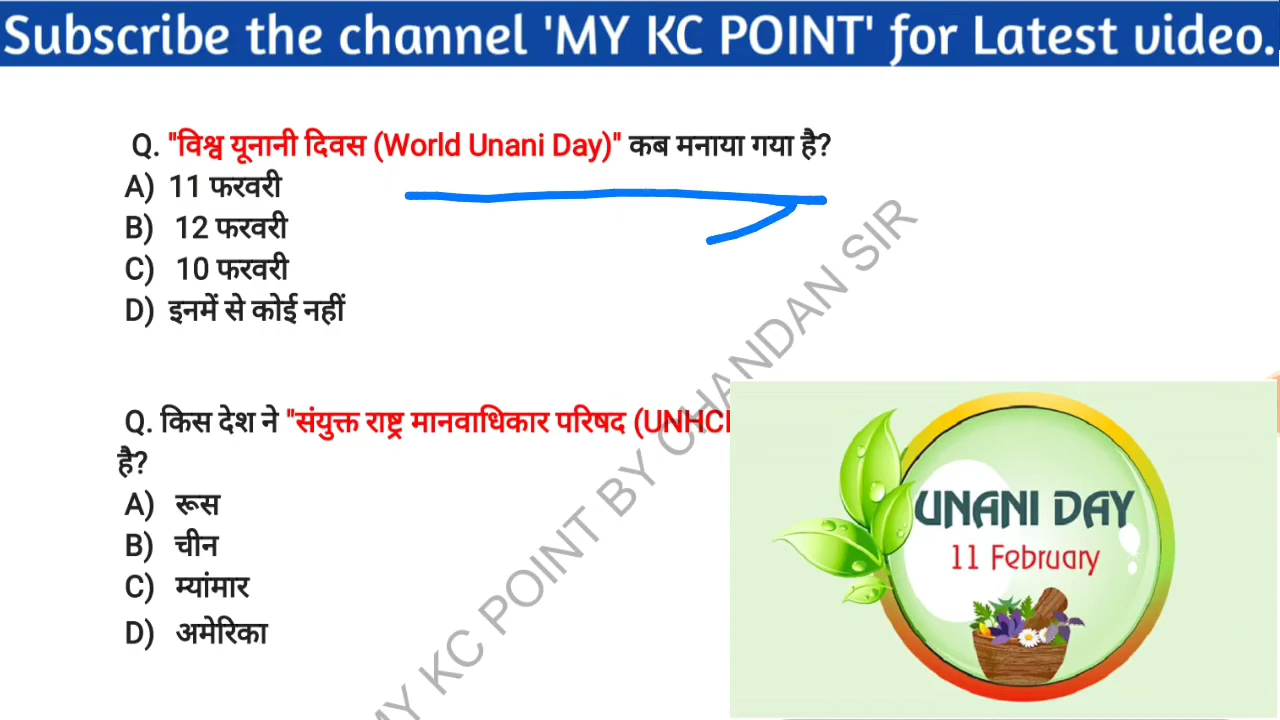 Subscribe the channel 'MY KC POINT' for Latest video.
Q. "विश्व यूनानी दिवस (World Unani Day)" कब मनाया गया है?
A) 11 फरवरी
B) 12 फरवरी
C) 10 फरवरी
D) इनमें से कोई नहीं
Q. किस देश ने "संयुक्त राष्ट्र मानवाधिकार परिषद
है?
A) रूस
B) चीन
C) म्यांमार
D) अमेरिका
UNANI DAY
11 February
MY KC POINT BY CHANDAN SIR